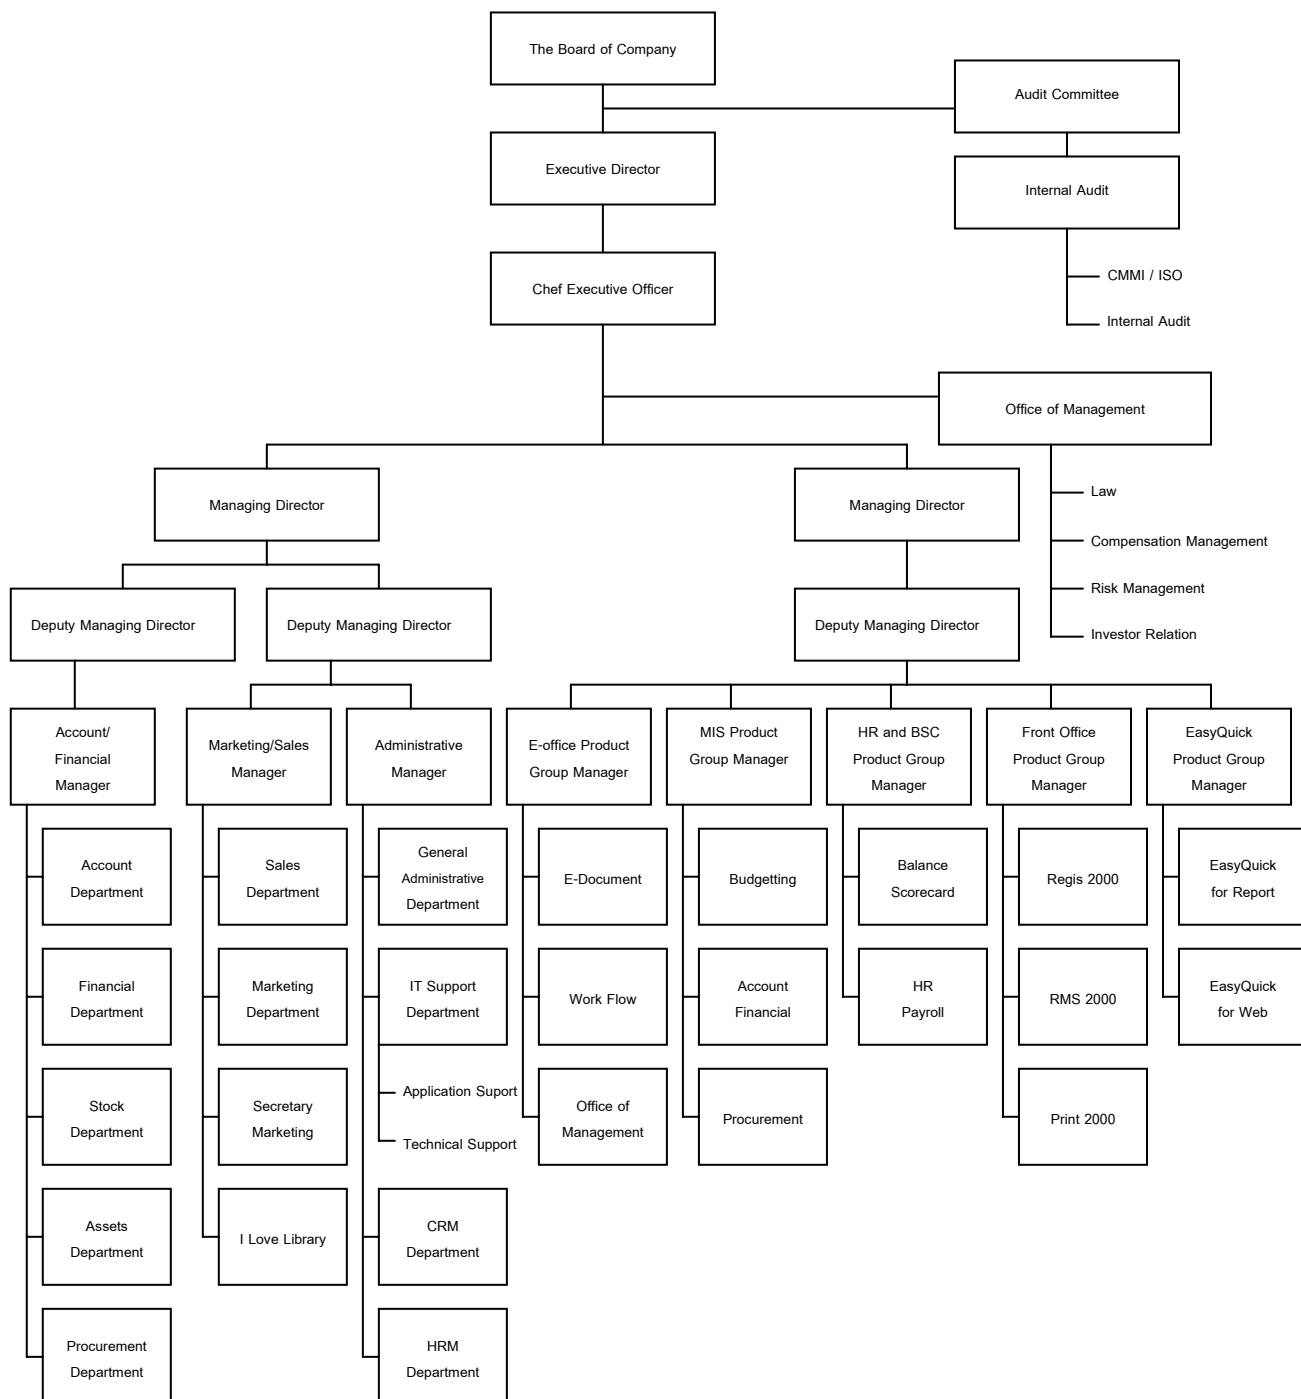 The Board of Company
Audit Committee
Executive Director
Internal Audit
Chef Executive Officer
CMMI / ISO
Internal Audit
Office of Management
Managing Director
Managing Director
Law
Compensation Management
Risk Management
Investor Relation
Deputy Managing Director
Deputy Managing Director
Deputy Managing Director
Account/
Financial
Manager
Marketing/Sales
Manager
Administrative
Manager
E-office Product
Group Manager
MIS Product
Group Manager
HR and BSC
Product Group
Manager
Front Office
Product Group
Manager
EasyQuick
Product Group
Manager
Account
Department
Sales
Department
General
Administrative
Department
E-Document
Budgetting
Balance
Scorecard
Regis 2000
EasyQuick
for Report
Financial
Department
Marketing
Department
IT Support
Department
Work Flow
Account
Financial
HR
Payroll
RMS 2000
EasyQuick
for Web
Application Suport
Technical Support
Stock
Department
Secretary
Marketing
Office of
Management
Procurement
Print 2000
Assets
Department
I Love Library
CRM
Department
Procurement
Department
HRM
Department